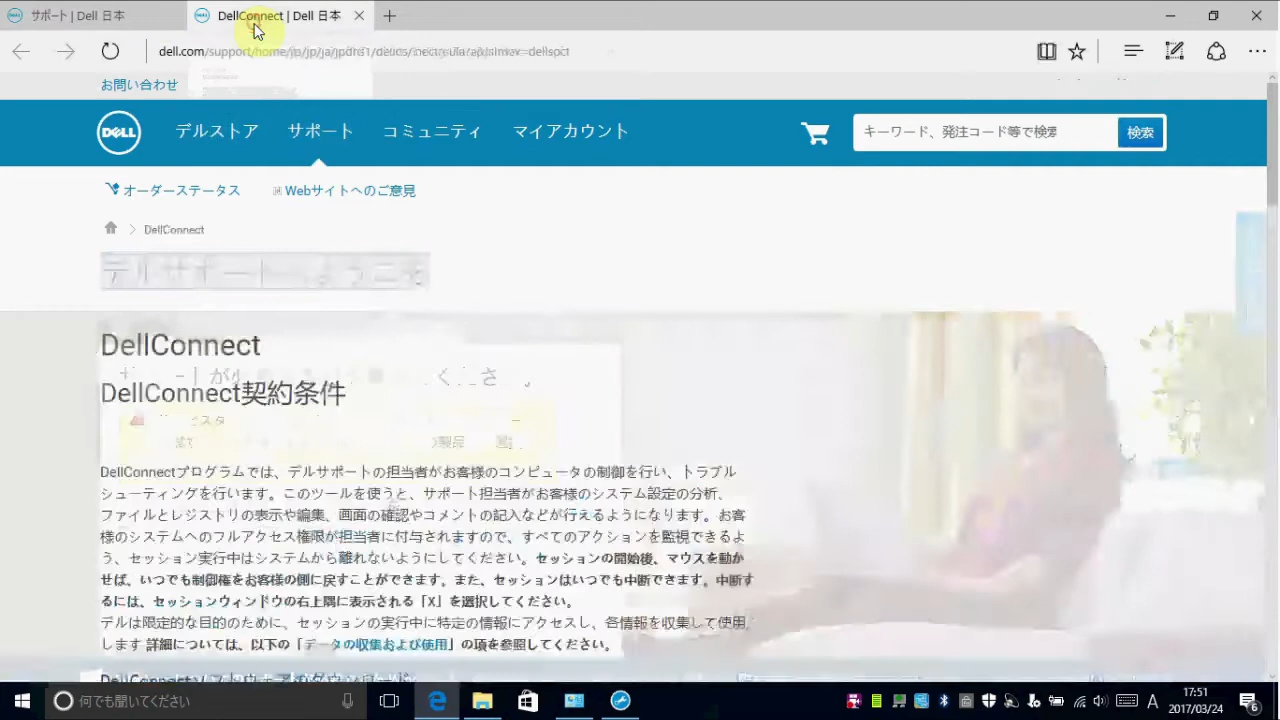 サポート | Dell 日本
DellConnect | Dell 日本
お問い合わせ
DELL
デルストア
サポート
コミュニティ
マイアカウント
キーワード、発注コード等で検索
検索
オーダーステータス
Webサイトへのご意見
DellConnect
デルサポートへようこそ
DellConnect
DellConnect契約条件
DellConnectプログラムでは、デルサポートの担当者がお客様のコンピュータの制御を行い、トラブル
シューティングを行います。このツールを使うと、サポート担当者がお客様のシステム設定の分析、
ファイルとレジストリの表示や編集、画面の確認やコメントの記入などが行えるようになります。お客
様のシステムへのフルアクセス権限が担当者に付与されますので、すべてのアクションを監視できるよ
う、セッション実行中はシステムから離れないようにしてください。セッションの開始後、マウスを動か
せば、いつでも制御権をお客様の側に戻すことができます。また、セッションはいつでも中断できます。中断す
るには、セッションウィンドウの右上隅に表示される「X」を選択してください。
デルは限定的な目的のために、セッションの実行中に特定の情報にアクセスし、各情報を収集して使用
します 詳細については、以下の「データの収集および使用」の項を参照してください。
何でも聞いてください
A
17:51
2017/03/24
6